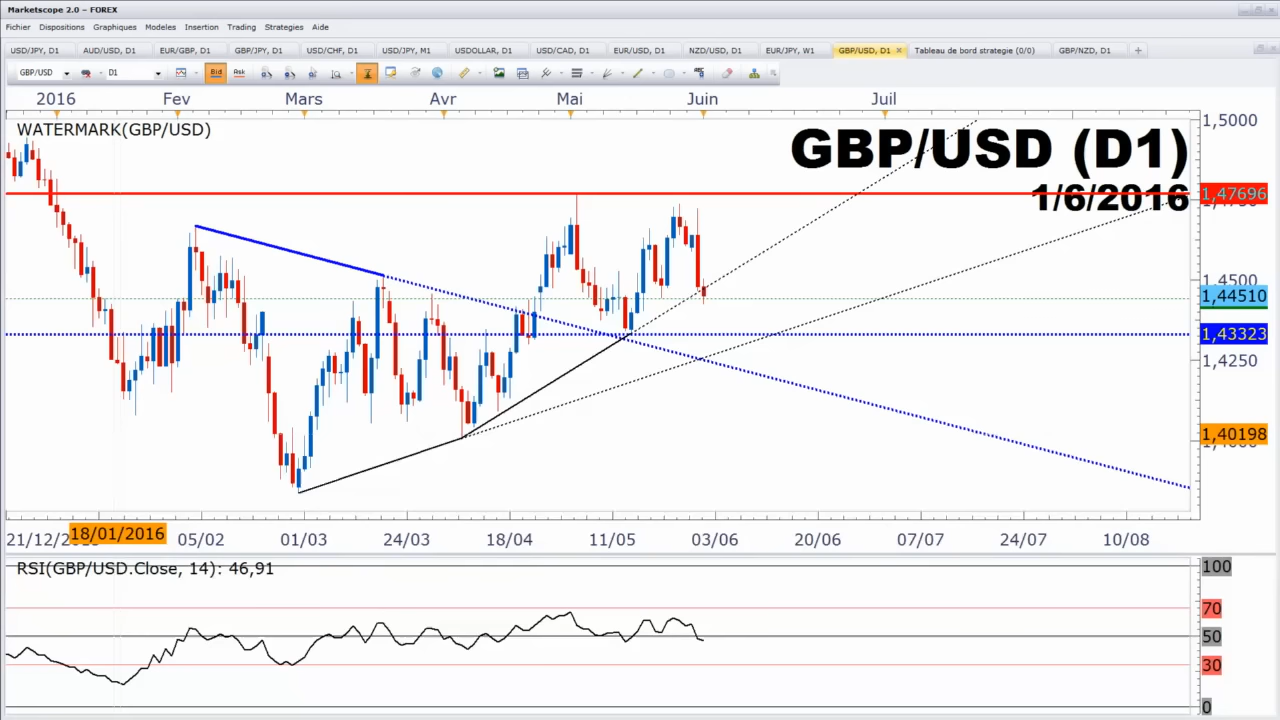 Marketscope 2.0 – FOREX
Fichier Dispositions Graphiques Modeles Insertion Trading Strategies Aide
USD/JPY, D1 AUD/USD, D1 EUR/GBP, D1 GBP/JPY, D1 USD/CHF, D1 USD/JPY, M1 USDOLLAR, D1 USD/CAD, D1 EUR/USD, D1 NZD/USD, D1 EUR/JPY, W1 GBP/USD, D1 Tableau de bord strategie (0/0) GBP/NZD, D1
GBP/USD D1 Bid Ask
2016 Fev Mars Avr Mai Juin Juil
WATERMARK(GBP/USD)
GBP/USD (D1)
1/6/2016
1,5000
1,47696
1,4500
1,44510
1,43323
1,4250
1,40198
18/01/2016 05/02 01/03 24/03 18/04 11/05 03/06 20/06 07/07 24/07 10/08
RSI(GBP/USD.Close, 14): 46,91
100
70
50
30
0